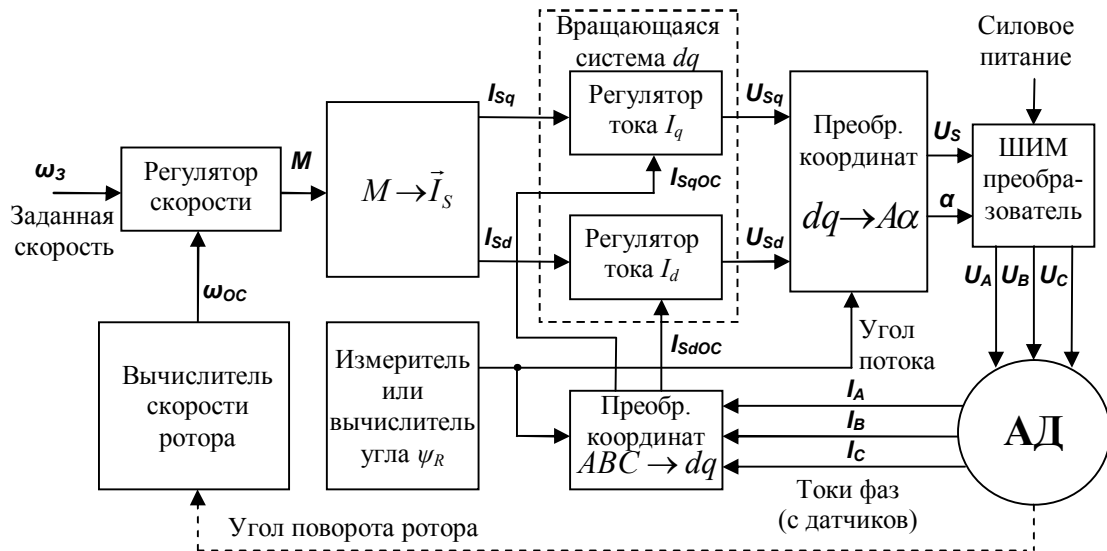 Вращающаяся
система dq
Силовое
питание
ω₃
Заданная
скорость
Регулятор
скорости
M
M → I⃗_S
I_Sq
I_Sd
Регулятор
тока I_q
I_SqOC
Регулятор
тока I_d
I_SdOC
U_Sq
U_Sd
Преобр.
координат
dq → Aα
U_S
α
ШИМ
преобра-
зователь
U_A U_B U_C
ω_OC
Вычислитель
скорости
ротора
Измеритель
или
вычислитель
угла ψ_R
Угол
потока
Преобр.
координат
ABC → dq
I_A
I_B
I_C
АД
Токи фаз
(с датчиков)
Угол поворота ротора